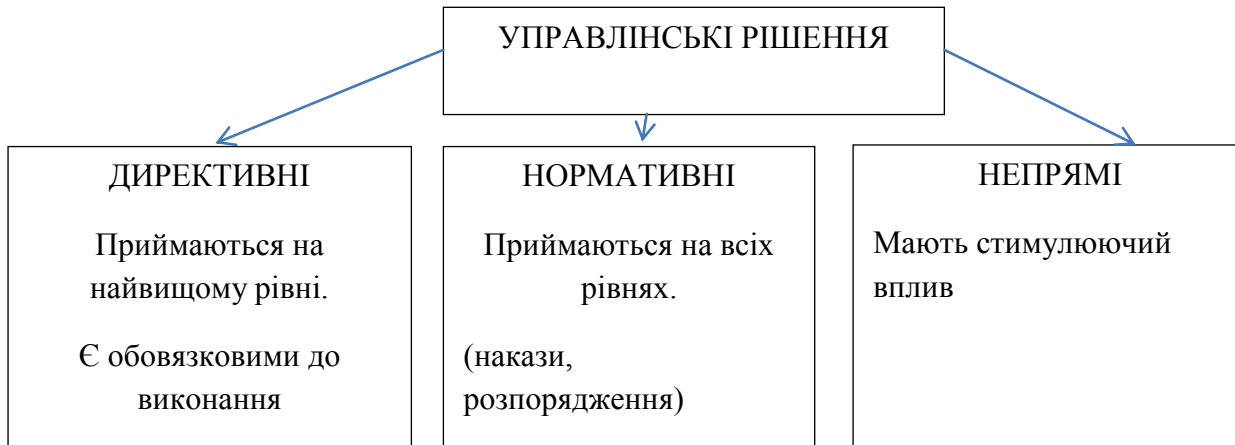 УПРАВЛІНСЬКІ РІШЕННЯ
ДИРЕКТИВНІ
Приймаються на
найвищому рівні.
Є обовязковими до
виконання
НОРМАТИВНІ
Приймаються на всіх
рівнях.
(накази,
розпорядження)
НЕПРЯМІ
Мають стимулюючий
вплив